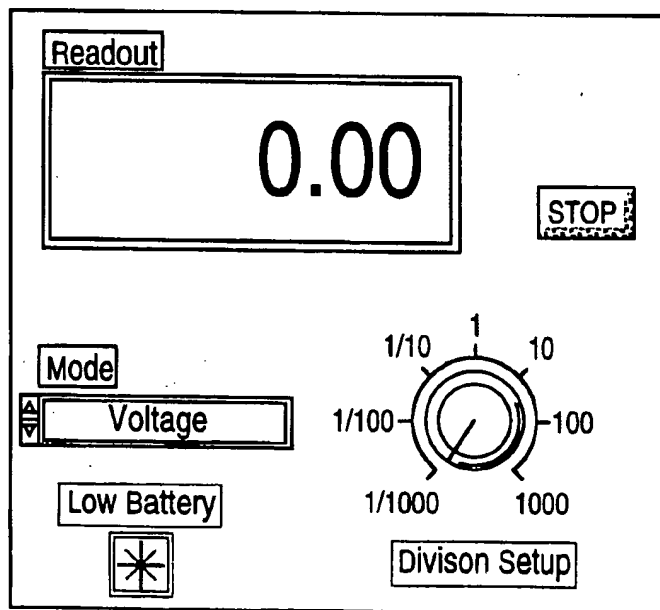 Readout
0.00
STOP
Mode
Voltage
Low Battery
1/1000
1/100
1/10
1
10
100
1000
Divison Setup